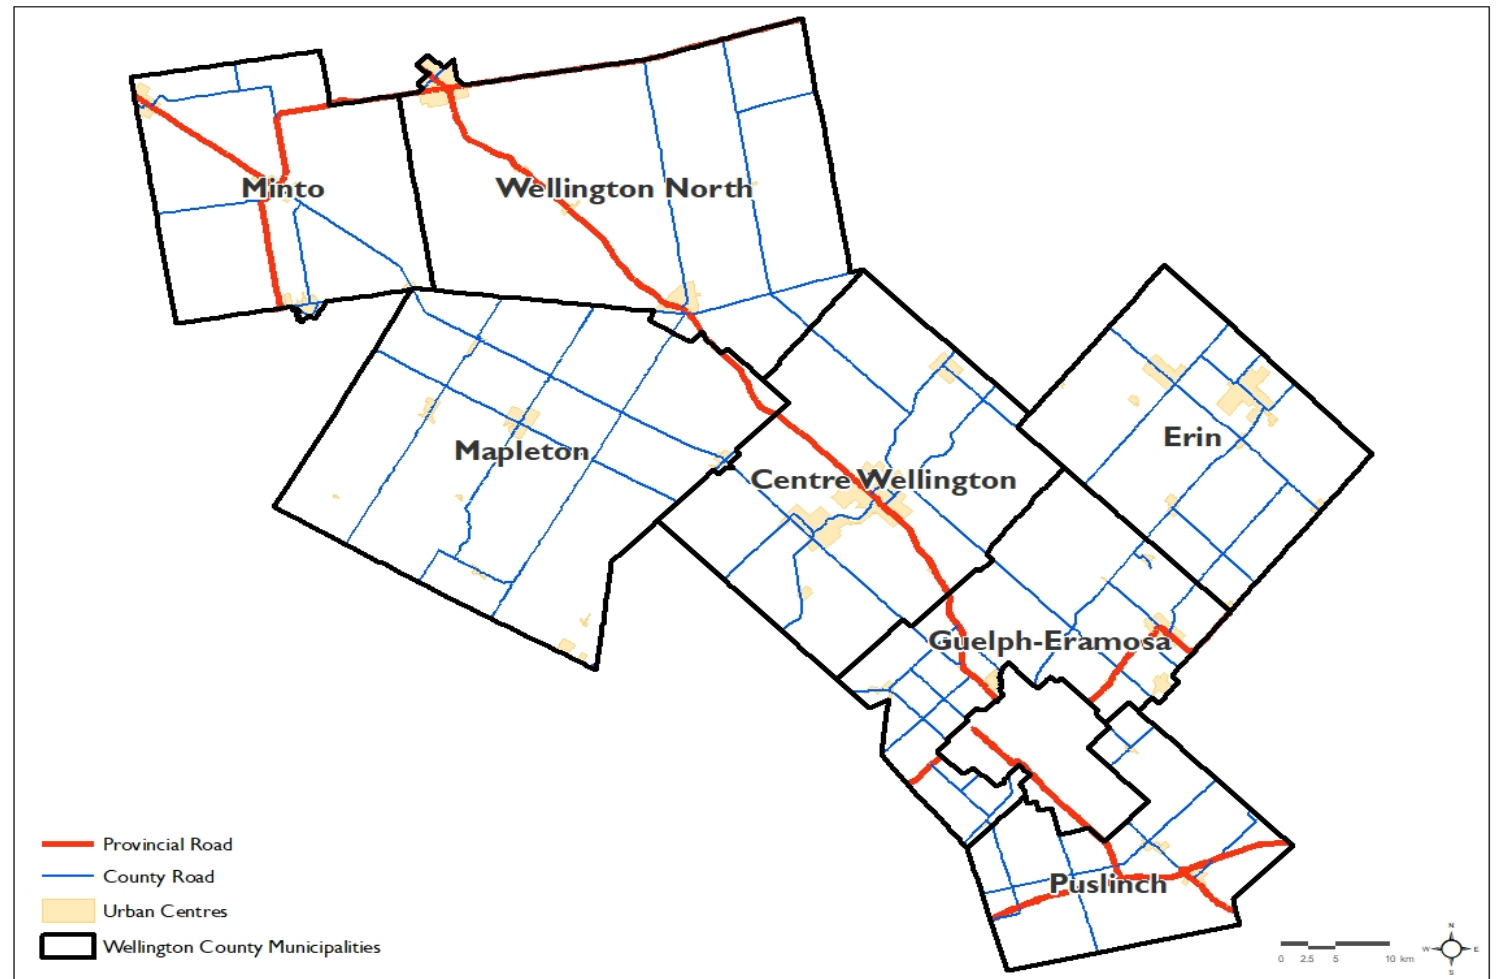 Minto
Wellington North
Mapleton
Centre Wellington
Erin
Guelph-Eramosa
Puslinch
Provincial Road
County Road
Urban Centres
Wellington County Municipalities
0 2.5 5 10 km
N
W E
S